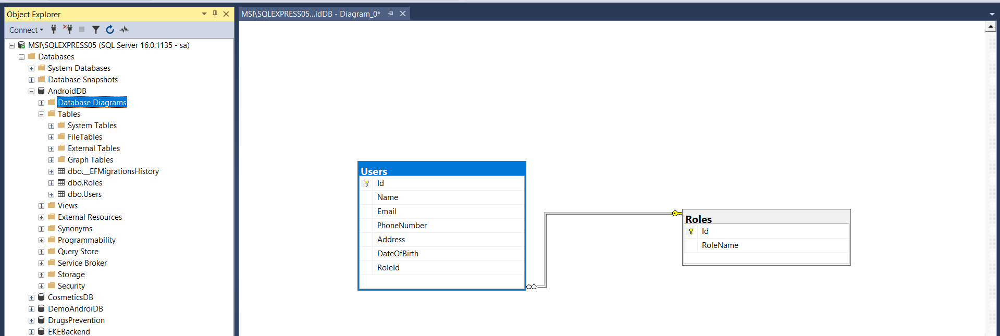 Object Explorer
Connect
MSI\SQLEXPRESS05 (SQL Server 16.0.1135 - sa)
Databases
System Databases
Database Snapshots
AndroidDB
Database Diagrams
Tables
System Tables
FileTables
External Tables
Graph Tables
dbo.__EFMigrationsHistory
dbo.Roles
dbo.Users
Views
External Resources
Synonyms
Programmability
Query Store
Service Broker
Storage
Security
CosmeticsDB
DemoAndroiDB
DrugsPrevention
EKEBackend
MSI\SQLEXPRESS05...idDB - Diagram_0*
Users
Id
Name
Email
PhoneNumber
Address
DateOfBirth
RoleId
Roles
Id
RoleName